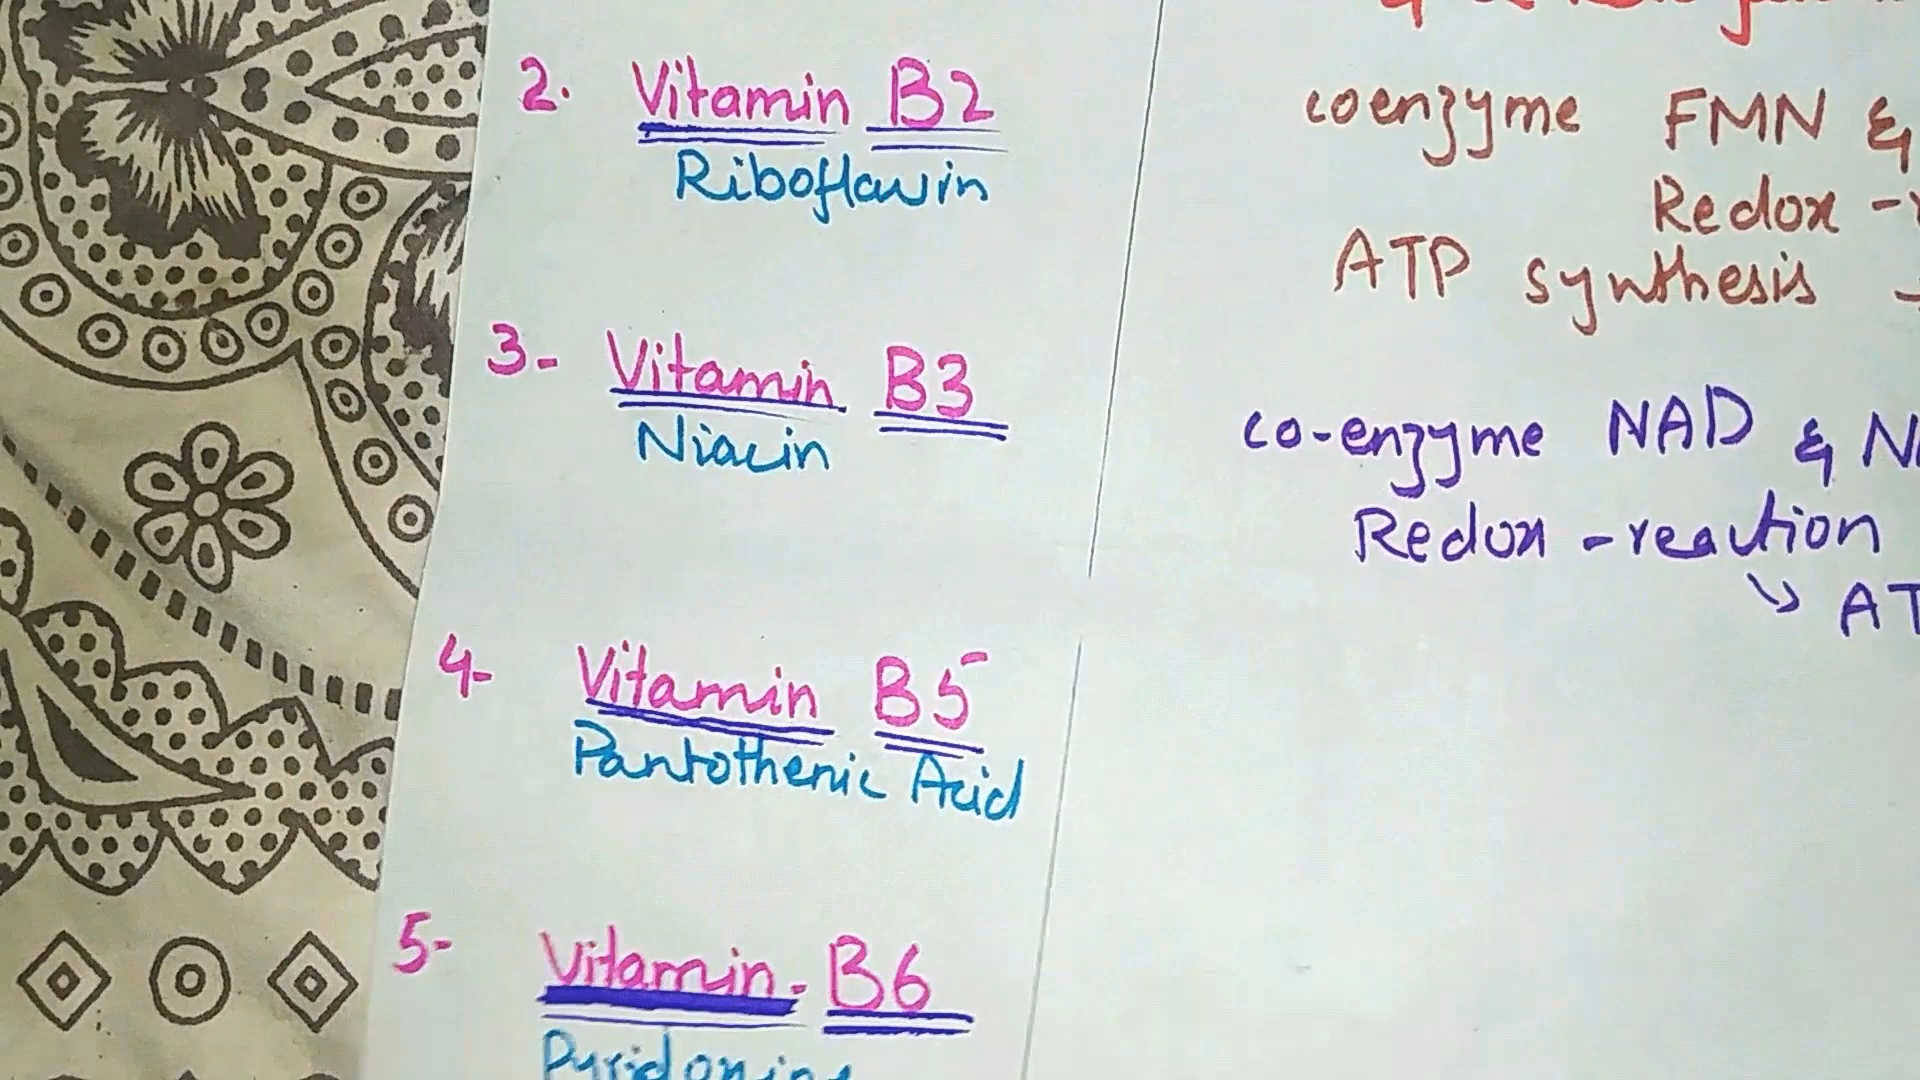 2. Vitamin B2
Riboflavin
coenzyme FMN &
Redox -
ATP synthesis
3- Vitamin B3
Niacin
co-enzyme NAD &
Redox -reaction
4- Vitamin B5
Pantothenic Acid
5- Vitamin - B6